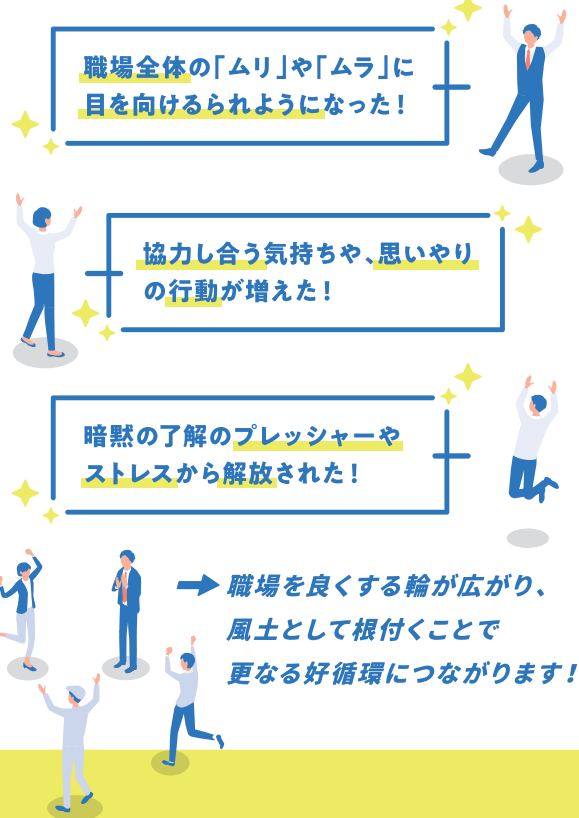 職場全体の「ムリ」や「ムラ」に
目を向けるられようになった！
協力し合う気持ちや、思いやり
の行動が増えた！
暗黙の了解のプレッシャーや
ストレスから解放された！
職場を良くする輪が広がり、
風土として根付くことで
更なる好循環につながります！